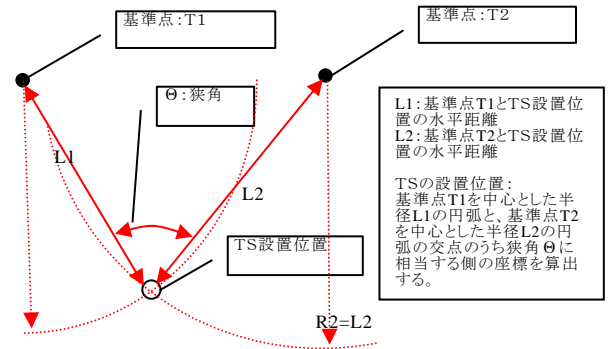 基準点:T1
基準点:T2
Θ:狭角
L1
L2
TS設置位置
R2=L2
L1:基準点T1とTS設置位
置の水平距離
L2:基準点T2とTS設置位
置の水平距離
TSの設置位置:
基準点T1を中心とした半
径L1の円弧と、基準点T2
を中心とした半径L2の円
弧の交点のうち狭角Θに
相当する側の座標を算出
する。